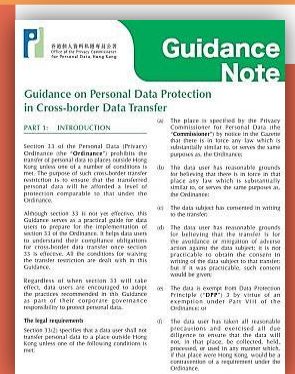 香港個人資料私隱專員公署
Office of the Privacy Commissioner
for Personal Data, Hong Kong
Guidance
Note
Guidance on Personal Data Protection
in Cross-border Data Transfer
PART 1: INTRODUCTION
Section 33 of the Personal Data (Privacy)
Ordinance (the "Ordinance") prohibits the
transfer of personal data to places outside Hong
Kong unless one of a number of conditions is
met. The purpose of such cross-border transfer
restriction is to ensure that the transferred
personal data will be afforded a level of
protection comparable to that under the
Ordinance.
Although section 33 is not yet effective, this
Guidance serves as a practical guide for data
users to prepare for the implementation of
section 33 of the Ordinance. It helps data users
to understand their compliance obligations
for cross-border data transfer once section
33 is effective. All the conditions for waiving
the transfer restriction are dealt with in this
Guidance.
Regardless of when section 33 will take
effect, data users are encouraged to adopt
the practices recommended in this Guidance
as part of their corporate governance
responsibility to protect personal data.
The legal requirements
Section 33(2) specifies that a data user shall not
transfer personal data to a place outside Hong
Kong unless one of the following conditions is
met:
(a) The place is specified by the Privacy
Commissioner for Personal Data (the
"Commissioner") by notice in the Gazette
that there is in force any law which is
substantially similar to, or serves the same
purposes as, the Ordinance;
(b) The data user has reasonable grounds
for believing that there is in force in that
place any law which is substantially
similar to, or serves the same purposes as,
the Ordinance;
(c) The data subject has consented in writing
to the transfer;
(d) The data user has reasonable grounds
for believing that the transfer is for
the avoidance or mitigation of adverse
action against the data subject; it is not
practicable to obtain the consent in
writing of the data subject to that transfer;
but if it was practicable, such consent
would be given;
(e) The data is exempt from Data Protection
Principle ("DPP") 3 by virtue of an
exemption under Part VIII of the
Ordinance; or
(f) The data user has taken all reasonable
precautions and exercised all due
diligence to ensure that the data will
not, in that place, be collected, held,
processed, or used in any manner which,
if that place were Hong Kong, would be a
contravention of a requirement under the
Ordinance.